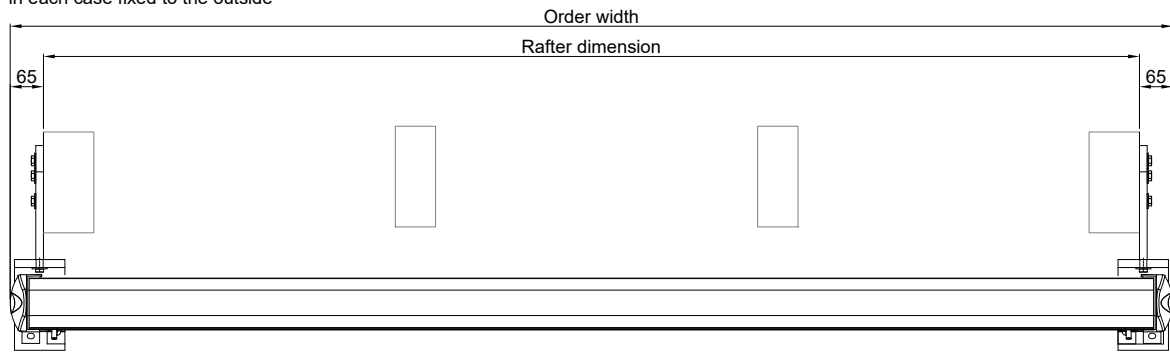 in each case fixed to the outside
Order width
Rafter dimension
65
65